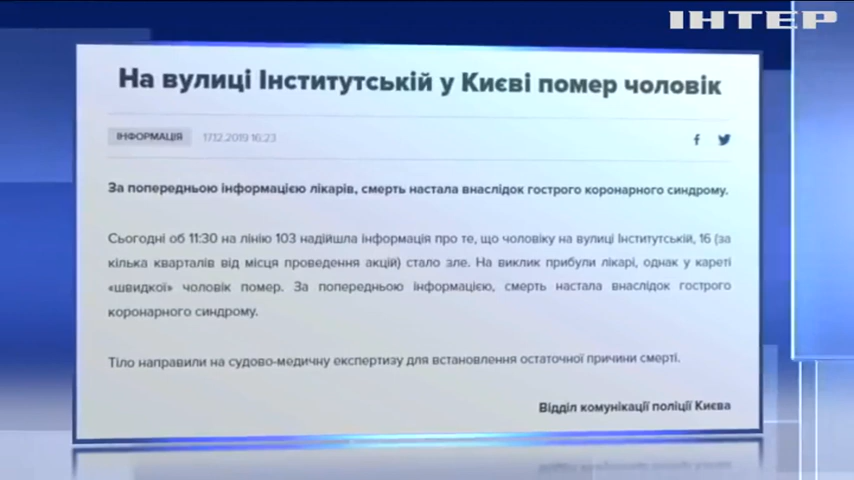 ІНТЕР
На вулиці Інститутській у Києві помер чоловік
ІНФОРМАЦІЯ 17.12.2019 16:23
За попередньою інформацією лікарів, смерть настала внаслідок гострого коронарного синдрому.
Сьогодні об 11:30 на лінію 103 надійшла інформація про те, що чоловіку на вулиці Інститутській, 16 (за
кілька кварталів від місця проведення акцій) стало зле. На виклик прибули лікарі, однак у кареті
«швидкої» чоловік помер. За попередньою інформацією, смерть настала внаслідок гострого
коронарного синдрому.
Тіло направили на судово-медичну експертизу для встановлення остаточної причини смерті.
Відділ комунікації поліції Києва